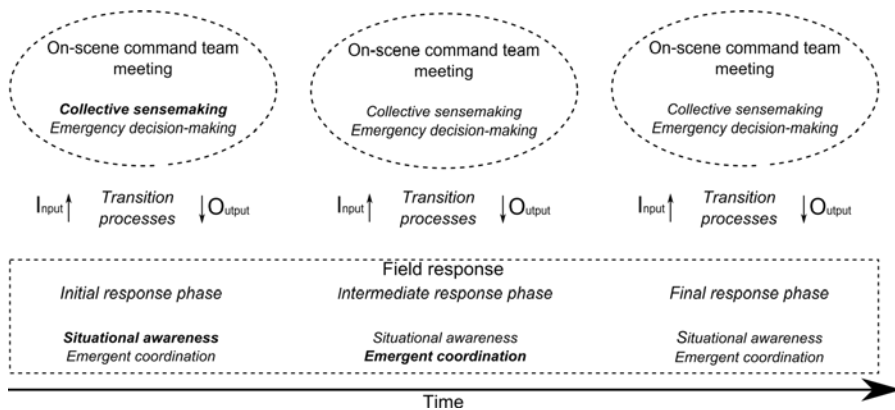 On-scene command team
meeting
Collective sensemaking
Emergency decision-making
On-scene command team
meeting
Collective sensemaking
Emergency decision-making
On-scene command team
meeting
Collective sensemaking
Emergency decision-making
Input
Transition
processes
Output
Input
Transition
processes
Output
Input
Transition
processes
Output
Field response
Initial response phase
Intermediate response phase
Final response phase
Situational awareness
Emergent coordination
Situational awareness
Emergent coordination
Situational awareness
Emergent coordination
Time